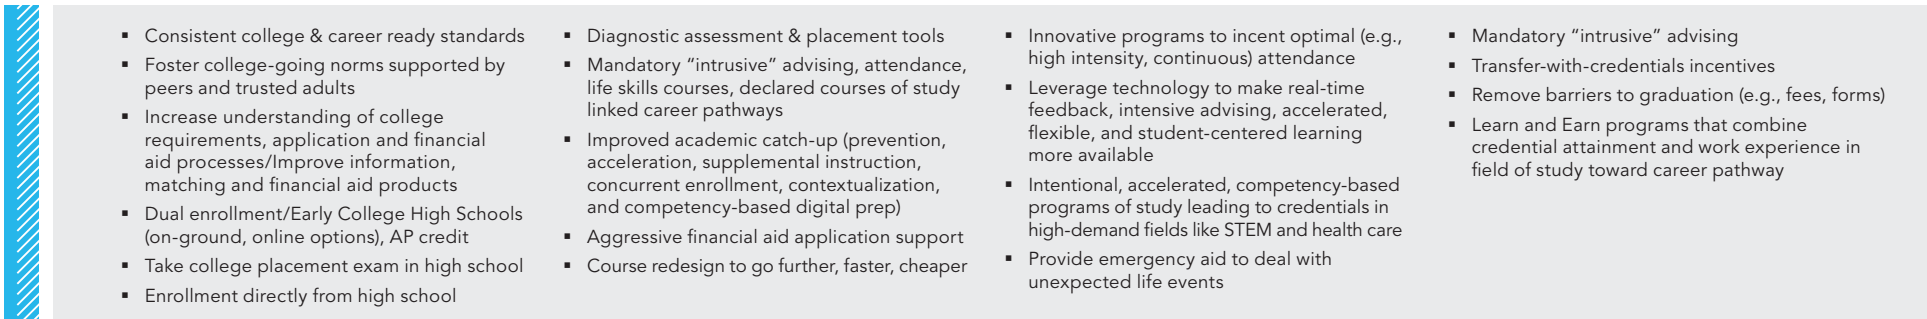 ▪ Consistent college & career ready standards
▪ Foster college-going norms supported by
peers and trusted adults
▪ Increase understanding of college
requirements, application and financial
aid processes/Improve information,
matching and financial aid products
▪ Dual enrollment/Early College High Schools
(on-ground, online options), AP credit
▪ Take college placement exam in high school
▪ Enrollment directly from high school
▪ Diagnostic assessment & placement tools
▪ Mandatory “intrusive” advising, attendance,
life skills courses, declared courses of study
linked career pathways
▪ Improved academic catch-up (prevention,
acceleration, supplemental instruction,
concurrent enrollment, contextualization,
and competency-based digital prep)
▪ Aggressive financial aid application support
▪ Course redesign to go further, faster, cheaper
▪ Innovative programs to incent optimal (e.g.,
high intensity, continuous) attendance
▪ Leverage technology to make real-time
feedback, intensive advising, accelerated,
flexible, and student-centered learning
more available
▪ Intentional, accelerated, competency-based
programs of study leading to credentials in
high-demand fields like STEM and health care
▪ Provide emergency aid to deal with
unexpected life events
▪ Mandatory “intrusive” advising
▪ Transfer-with-credentials incentives
▪ Remove barriers to graduation (e.g., fees, forms)
▪ Learn and Earn programs that combine
credential attainment and work experience in
field of study toward career pathway